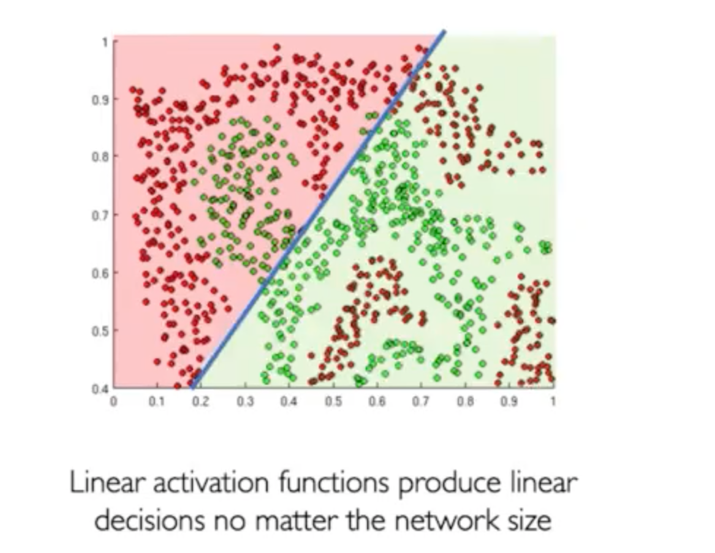 1
0.9
0.8
0.7
0.6
0.5
0.4
0 0.1 0.2 0.3 0.4 0.5 0.6 0.7 0.8 0.9 1
Linear activation functions produce linear
decisions no matter the network size